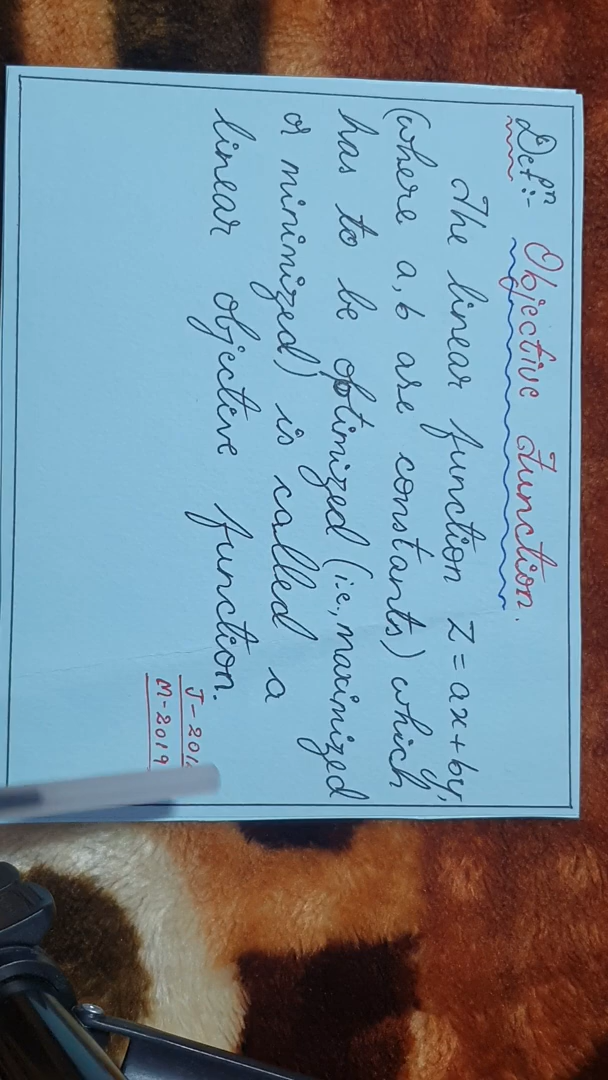 Defⁿ:- Objective Function.
The linear function Z = ax + by,
(where a, b are constants) which
has to be optimized (i.e., maximized
or minimized) is called a
linear objective function.
M-2019